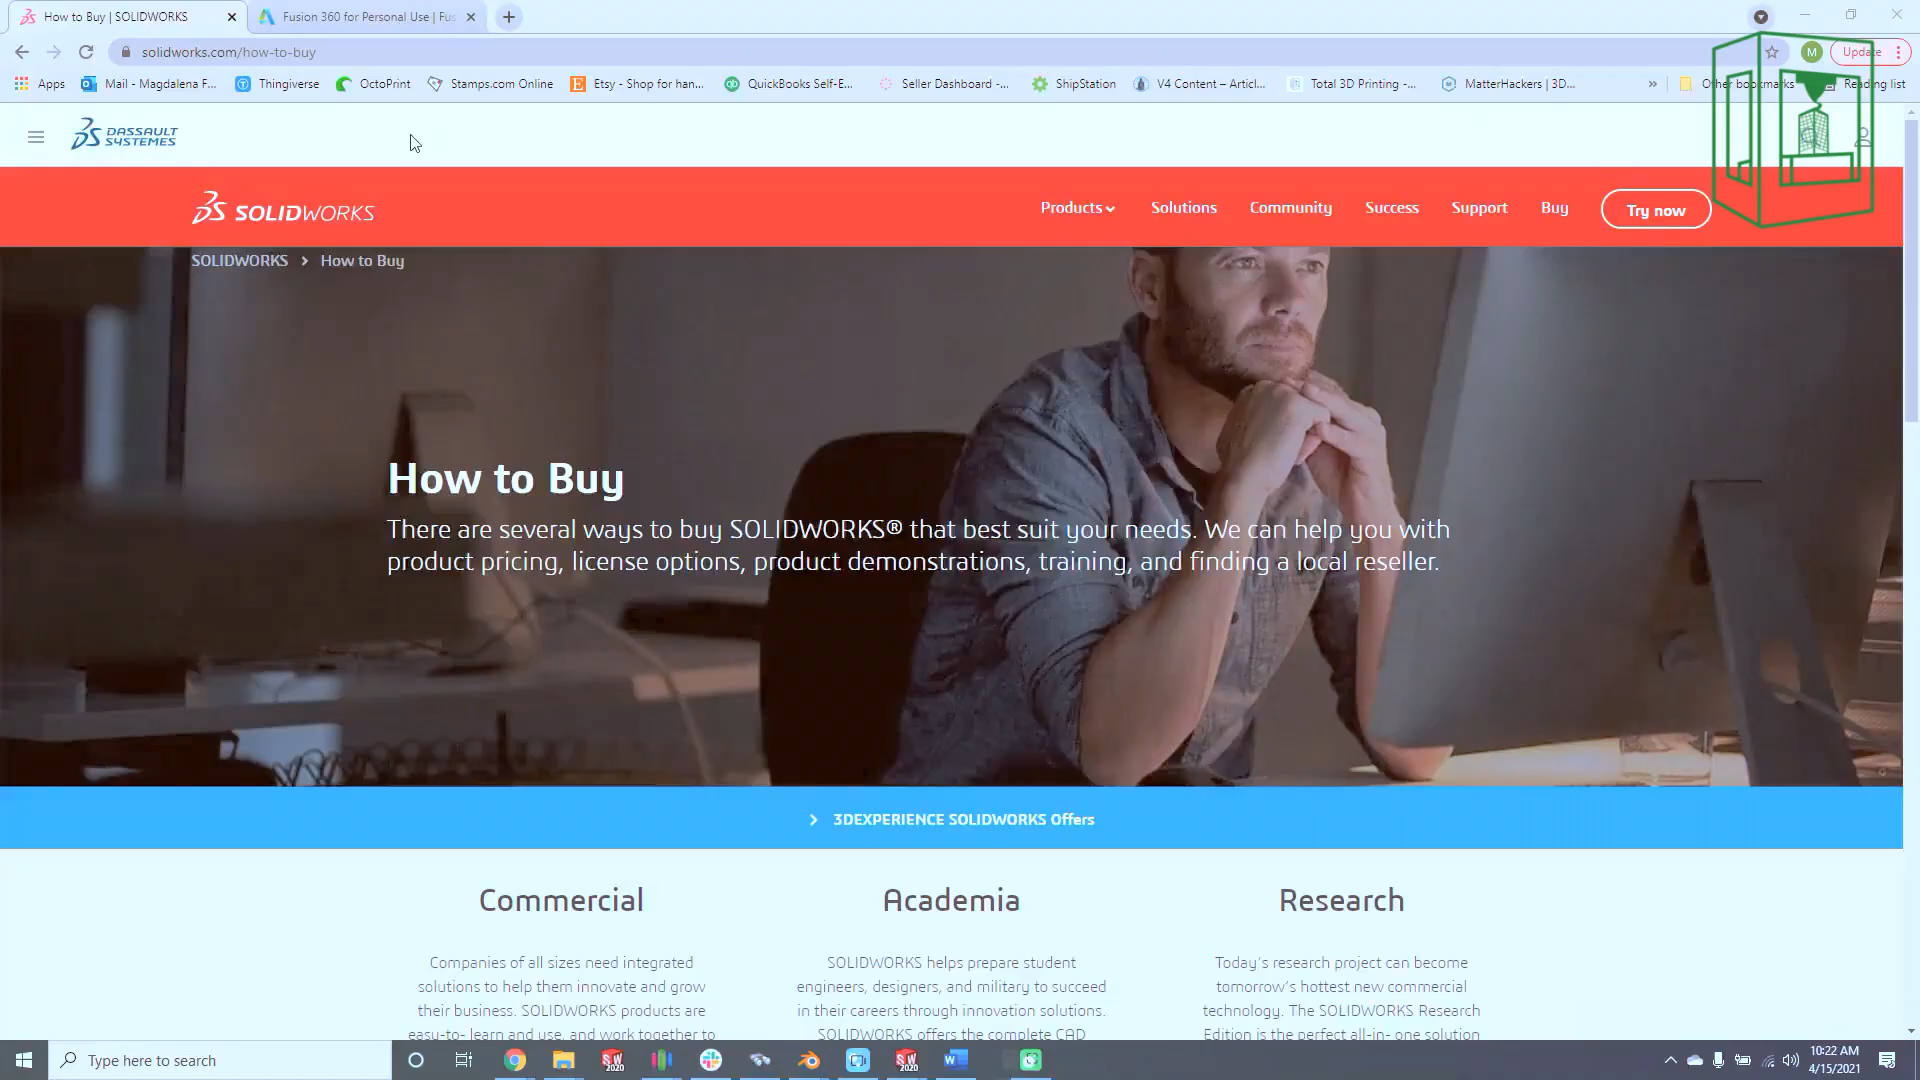 How to Buy | SOLIDWORKS
Fusion 360 for Personal Use | Fus
solidworks.com/how-to-buy
M
Update
Apps
Mail - Magdalena F...
Thingiverse
OctoPrint
Stamps.com Online
Etsy - Shop for han...
QuickBooks Self-E...
Seller Dashboard -...
ShipStation
V4 Content – Articl...
Total 3D Printing -...
MatterHackers | 3D...
Other bookmarks
Reading list
DASSAULT
SYSTEMES
SOLIDWORKS
Products
Solutions
Community
Success
Support
Buy
Try now
SOLIDWORKS > How to Buy
How to Buy
There are several ways to buy SOLIDWORKS® that best suit your needs. We can help you with
product pricing, license options, product demonstrations, training, and finding a local reseller.
3DEXPERIENCE SOLIDWORKS Offers
Commercial
Companies of all sizes need integrated
solutions to help them innovate and grow
their business. SOLIDWORKS products are
easy-to- learn and use, and work together to
Academia
SOLIDWORKS helps prepare student
engineers, designers, and military to succeed
in their careers through innovation solutions.
SOLIDWORKS offers the complete CAD
Research
Today's research project can become
tomorrow's hottest new commercial
technology. The SOLIDWORKS Research
Edition is the perfect all-in- one solution
Type here to search
SW
2020
SW
2020
10:22 AM
4/15/2021